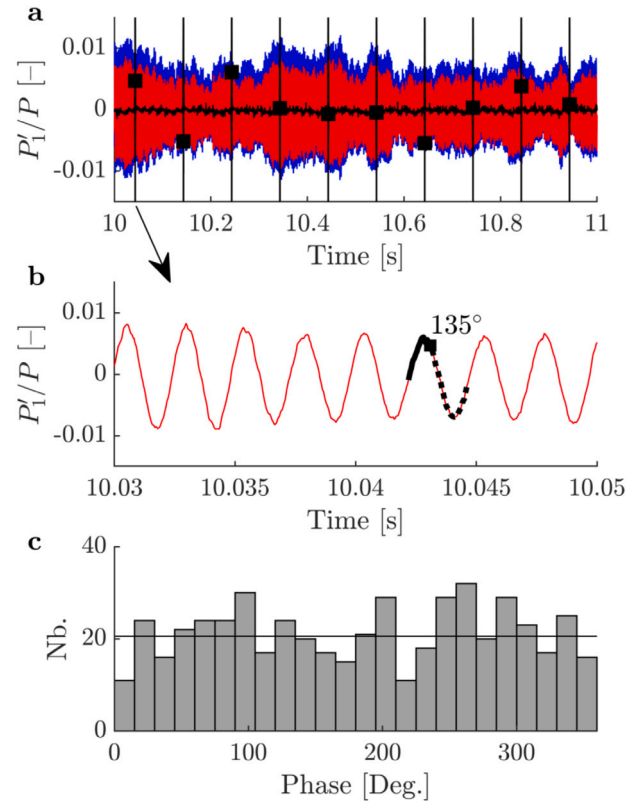 a
0.01
0
-0.01
P′₁/P [–]
10 10.2 10.4 10.6 10.8 11
Time [s]
b
0.01
0
-0.01
P′₁/P [–]
135°
10.03 10.035 10.04 10.045 10.05
Time [s]
c
40
20
0
Nb.
0 100 200 300
Phase [Deg.]